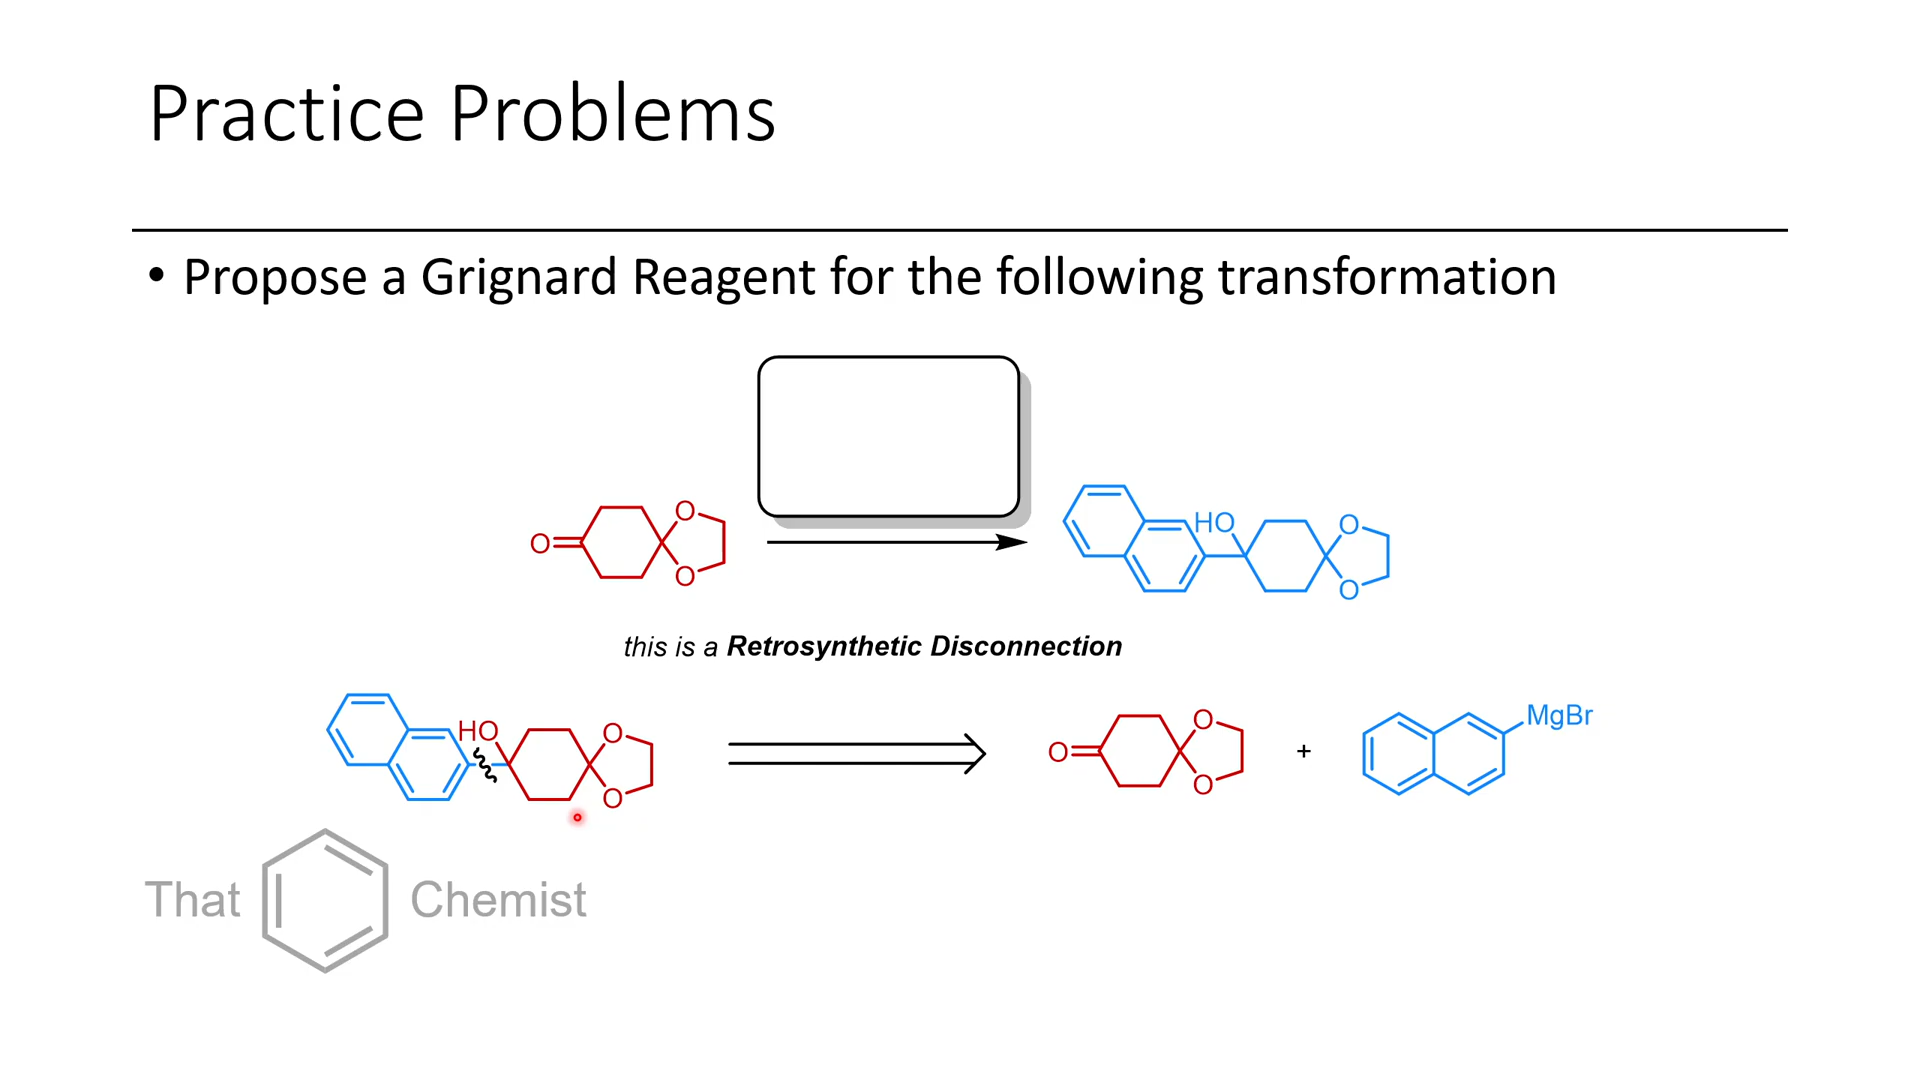 Practice Problems
• Propose a Grignard Reagent for the following transformation
O
O
O
HO
O
O
this is a Retrosynthetic Disconnection
HO
O
O
O
O
O
+
MgBr
That Chemist